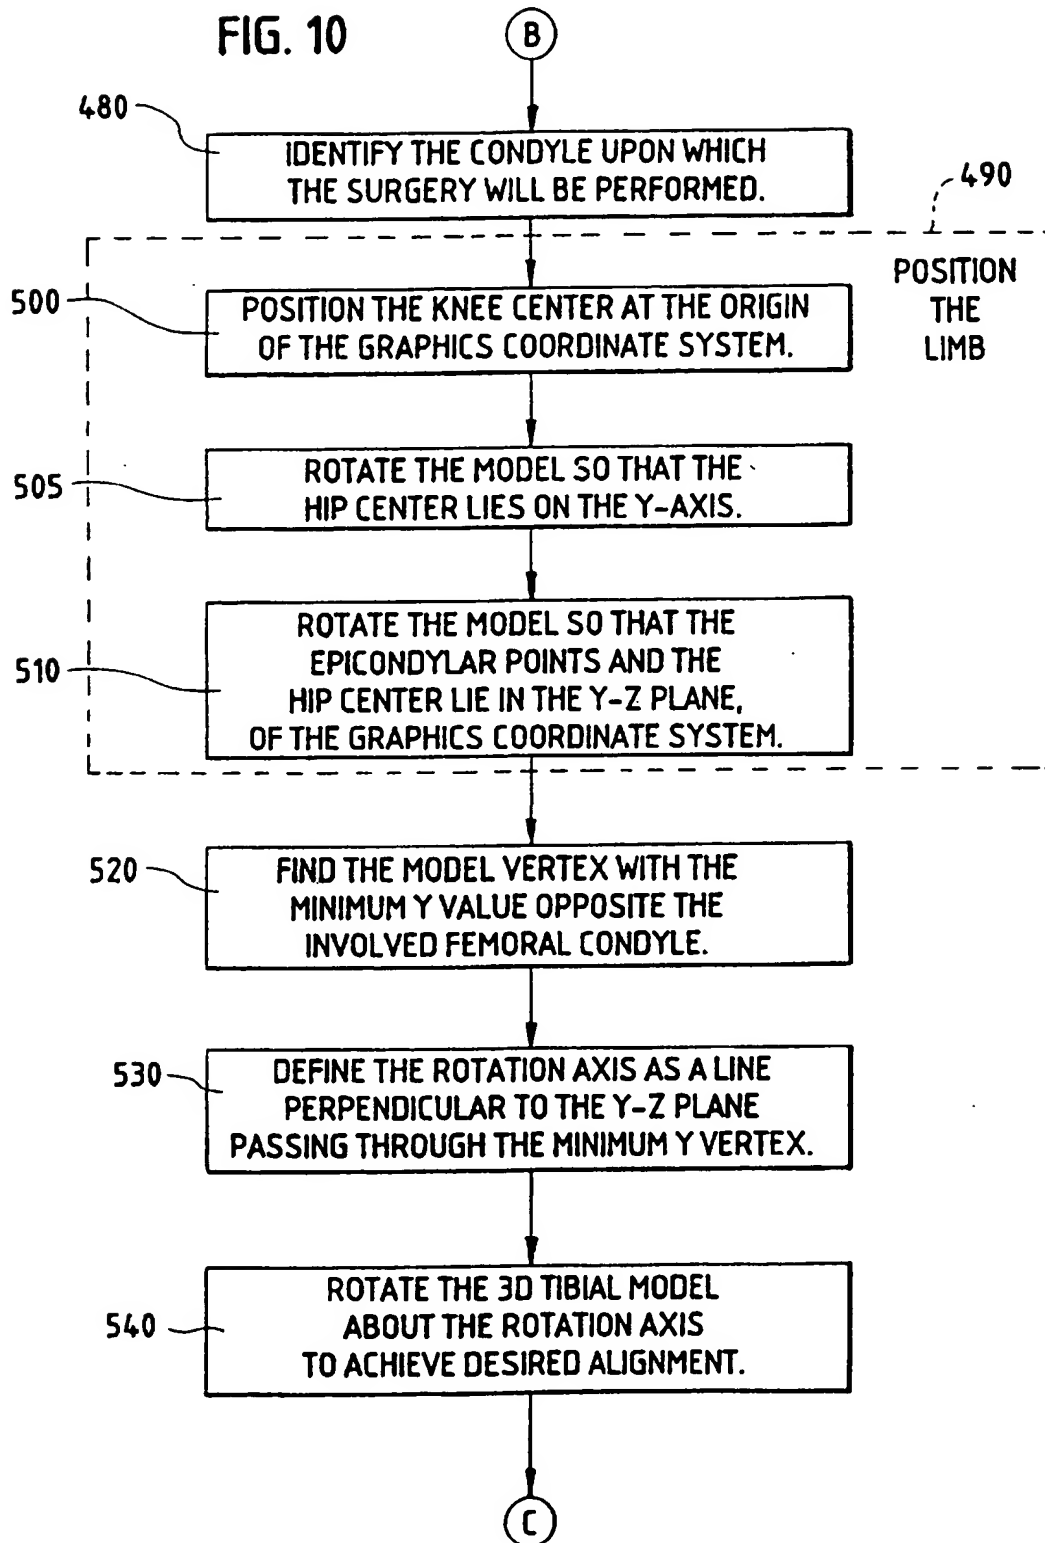 FIG. 10
B
480
IDENTIFY THE CONDYLE UPON WHICH
THE SURGERY WILL BE PERFORMED.
490
POSITION
THE
LIMB
500
POSITION THE KNEE CENTER AT THE ORIGIN
OF THE GRAPHICS COORDINATE SYSTEM.
505
ROTATE THE MODEL SO THAT THE
HIP CENTER LIES ON THE Y-AXIS.
510
ROTATE THE MODEL SO THAT THE
EPICONDYLAR POINTS AND THE
HIP CENTER LIE IN THE Y-Z PLANE,
OF THE GRAPHICS COORDINATE SYSTEM.
520
FIND THE MODEL VERTEX WITH THE
MINIMUM Y VALUE OPPOSITE THE
INVOLVED FEMORAL CONDYLE.
530
DEFINE THE ROTATION AXIS AS A LINE
PERPENDICULAR TO THE Y-Z PLANE
PASSING THROUGH THE MINIMUM Y VERTEX.
540
ROTATE THE 3D TIBIAL MODEL
ABOUT THE ROTATION AXIS
TO ACHIEVE DESIRED ALIGNMENT.
C